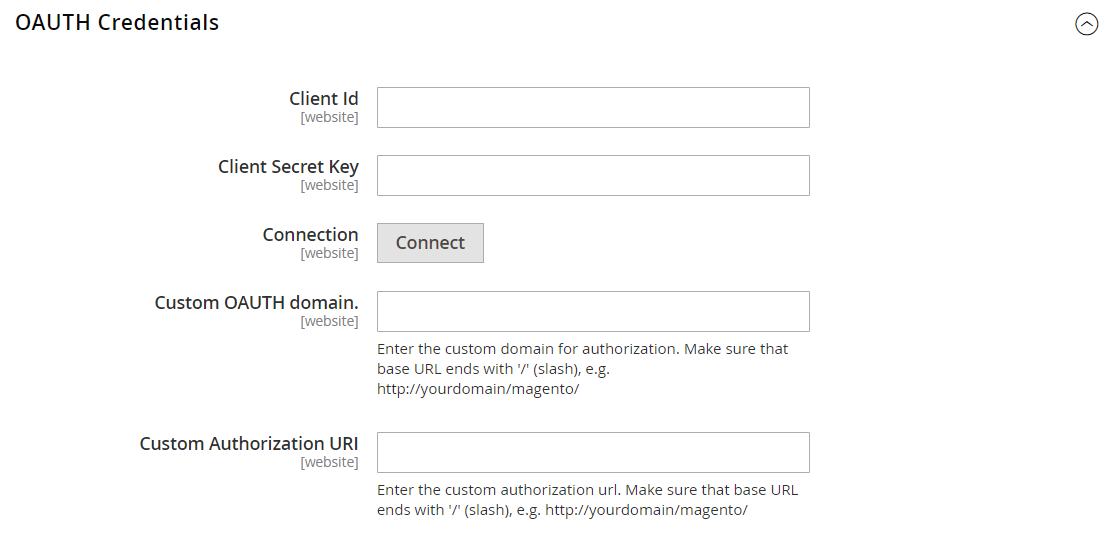 OAUTH Credentials
Client Id
[website]
Client Secret Key
[website]
Connection
[website]
Connect
Custom OAUTH domain.
[website]
Enter the custom domain for authorization. Make sure that
base URL ends with '/' (slash), e.g.
http://yourdomain/magento/
Custom Authorization URI
[website]
Enter the custom authorization url. Make sure that base URL
ends with '/' (slash), e.g. http://yourdomain/magento/